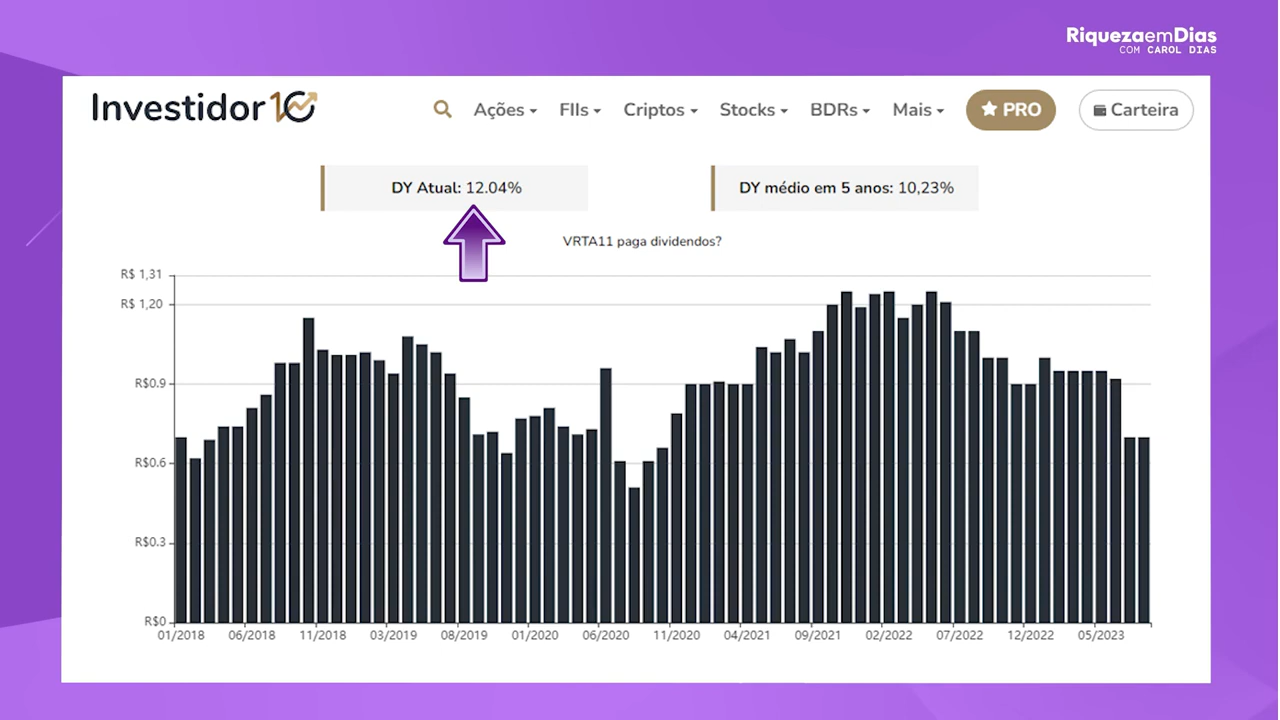 RiquezaemDias
COM CAROL DIAS
Investidor 10
Ações FIIs Criptos Stocks BDRs Mais PRO Carteira
DY Atual: 12.04% DY médio em 5 anos: 10,23%
VRTA11 paga dividendos?
R$ 1,31
R$ 1,20
R$0.9
R$0.6
R$0.3
R$0
01/2018 06/2018 11/2018 03/2019 08/2019 01/2020 06/2020 11/2020 04/2021 09/2021 02/2022 07/2022 12/2022 05/2023